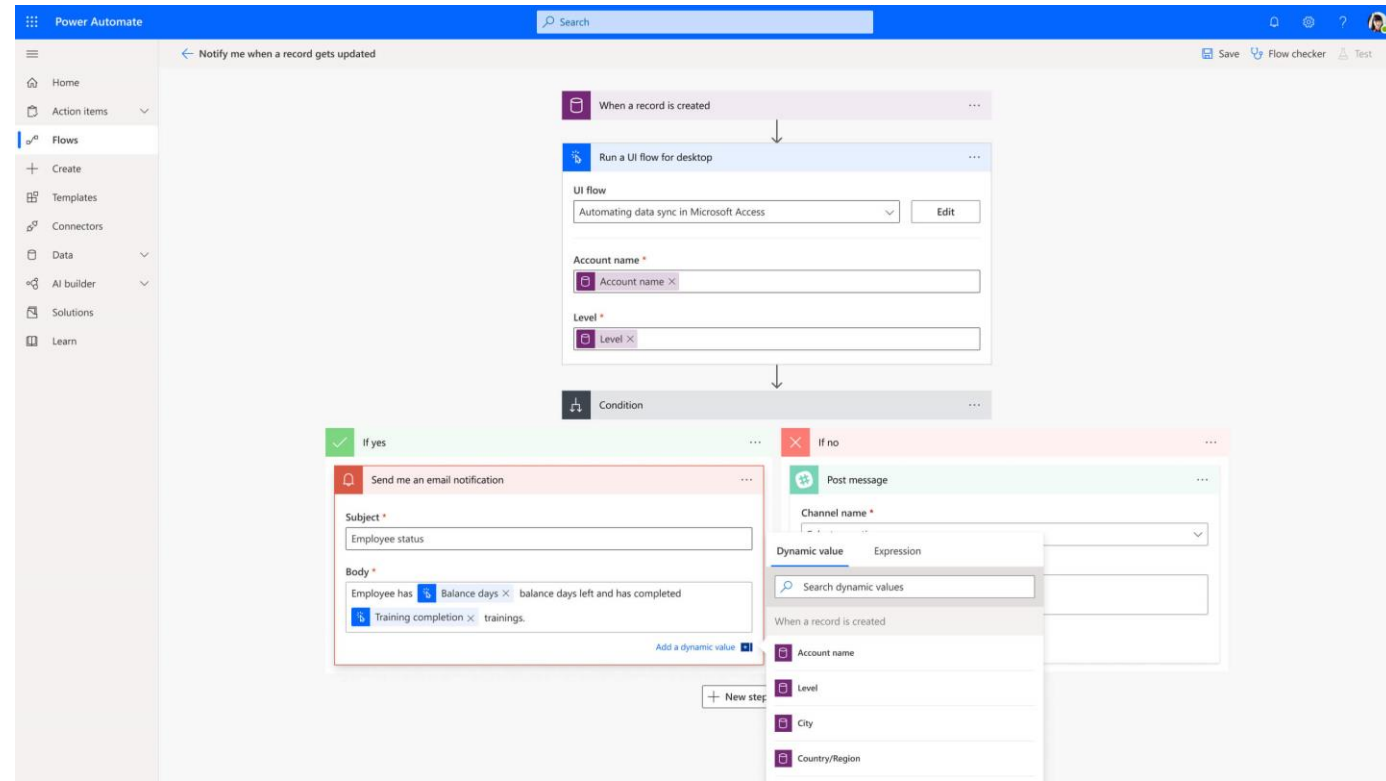 Power Automate
Search
Notify me when a record gets updated
Save
Flow checker
Test
Home
Action items
Flows
Create
Templates
Connectors
Data
AI builder
Solutions
Learn
When a record is created
Run a UI flow for desktop
UI flow
Automating data sync in Microsoft Access
Edit
Account name *
Account name ×
Level *
Level ×
Condition
If yes
Send me an email notification
Subject *
Employee status
Body *
Employee has Balance days × balance days left and has completed
Training completion × trainings.
Add a dynamic value
If no
Post message
Channel name *
Dynamic value
Expression
Search dynamic values
When a record is created
Account name
Level
City
Country/Region
New step